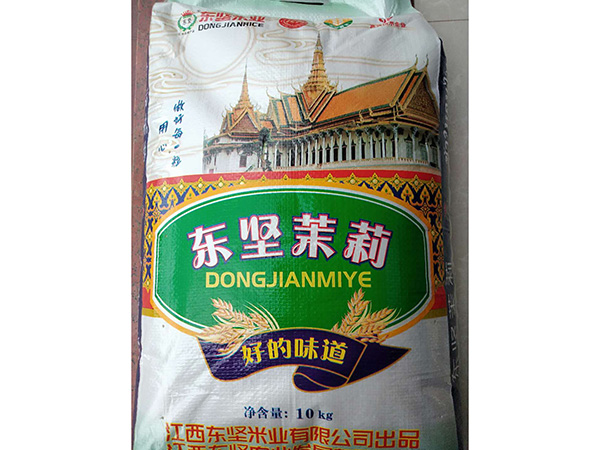 东坚米业
DONGJIANRICE
做好每一粒
用心
东坚茉莉
DONGJIANMIYE
好的味道
净含量：10kg
江西东坚米业有限公司出品